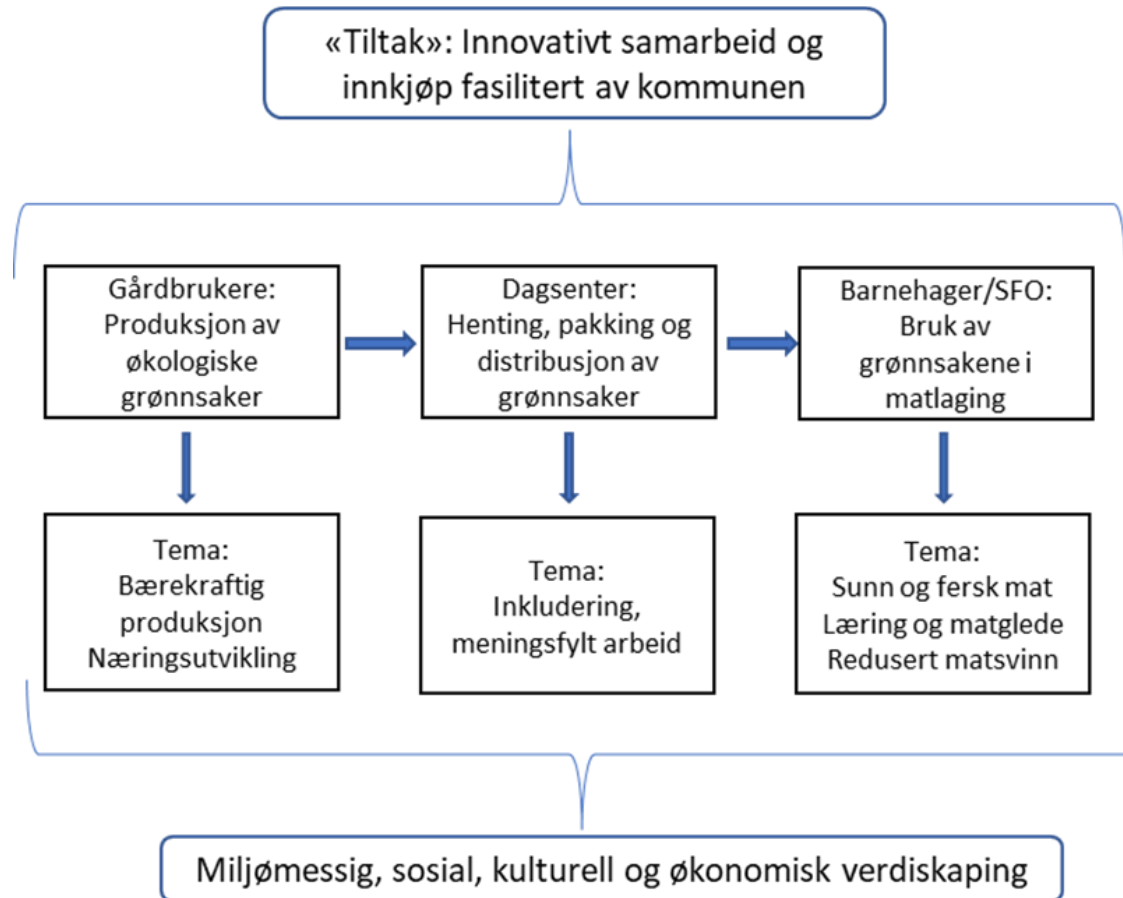 «Tiltak»: Innovativt samarbeid og
innkjøp fasilitert av kommunen
Gårdbrukere:
Produksjon av
økologiske
grønnsaker
Dagsenter:
Henting, pakking og
distribusjon av
grønnsaker
Barnehager/SFO:
Bruk av
grønnsakene i
matlaging
Tema:
Bærekraftig
produksjon
Næringsutvikling
Tema:
Inkludering,
meningsfylt arbeid
Tema:
Sunn og fersk mat
Læring og matglede
Redusert matsvinn
Miljømessig, sosial, kulturell og økonomisk verdiskaping